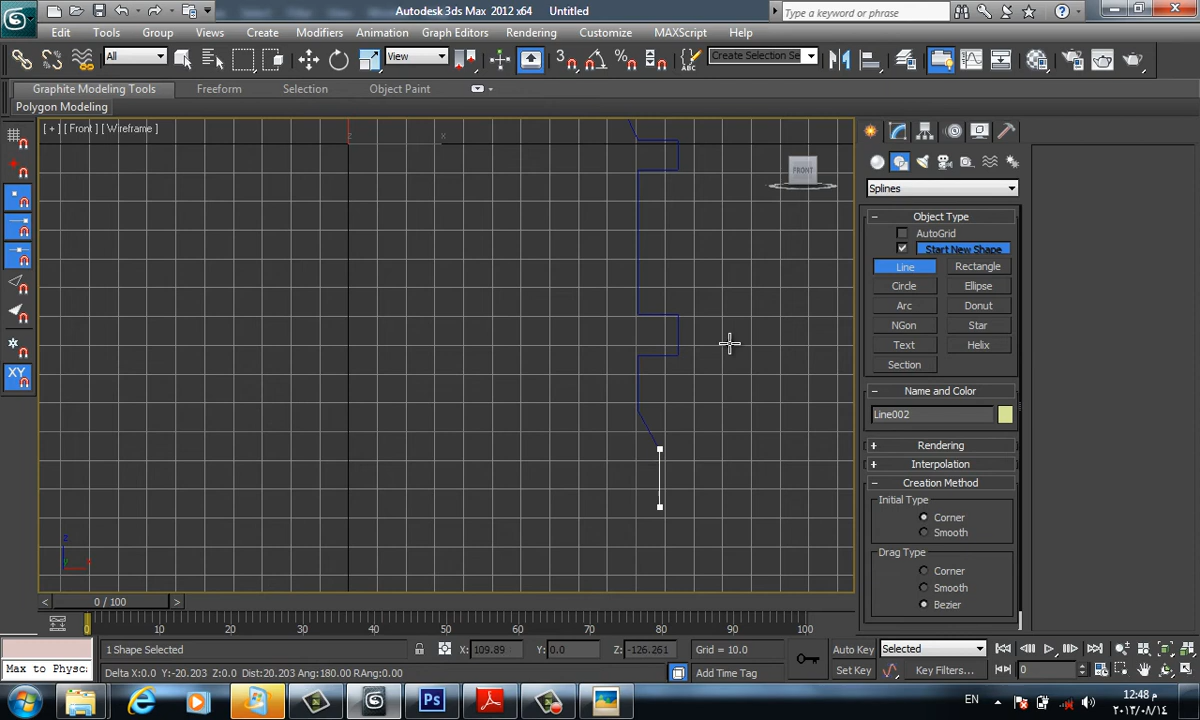 Autodesk 3ds Max 2012 x64 Untitled
Type a keyword or phrase
Edit Tools Group Views Create Modifiers Animation Graph Editors Rendering Customize MAXScript Help
All View 3 Create Selection Se
Graphite Modeling Tools Freeform Selection Object Paint
Polygon Modeling
[ + ] [ Front ] [ Wireframe ]
z x
FRONT
Splines
Object Type
AutoGrid
Start New Shape
Line Rectangle
Circle Ellipse
Arc Donut
NGon Star
Text Helix
Section
XY
Name and Color
Line002
Rendering
Interpolation
Creation Method
Initial Type
Corner
Smooth
Drag Type
Corner
Smooth
Bezier
z
x
< 0 / 100 >
0 10 20 30 40 50 60 70 80 90 100
1 Shape Selected X: 109.89 Y: 0.0 Z: -126.261 Grid = 10.0 Auto Key Selected
Max to Physc Delta X:0.0 Y:-20.203 Z:0.0 Dist:20.203 Ang:180.00 RAng:0.00 Add Time Tag Set Key Key Filters... 0
Ps EN 12:48 م
٢٠١٣/٠٨/١٤